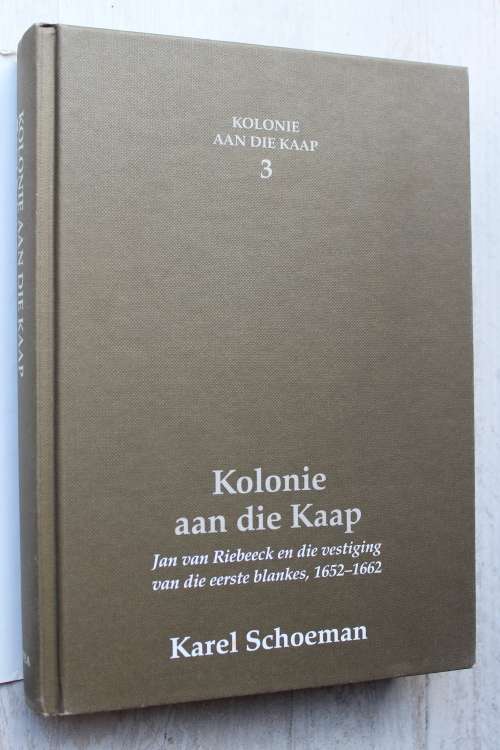 KOLONIE
AAN DIE KAAP
3
Kolonie
aan die Kaap
Jan van Riebeeck en die vestiging
van die eerste blankes, 1652–1662
Karel Schoeman
KOLONIE AAN DIE KAAP